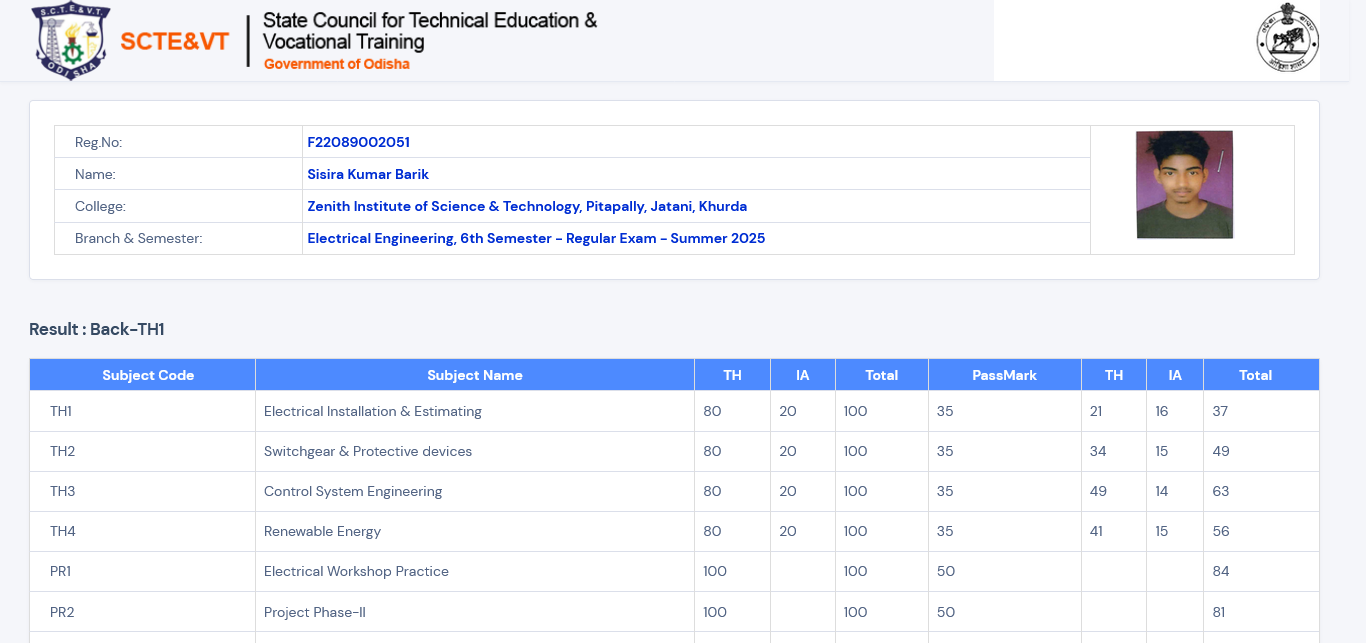 S.C.T.E.& V.T.
ODISHA
SCTE&VT
State Council for Technical Education &
Vocational Training
Government of Odisha
Reg.No: F22089002051
Name: Sisira Kumar Barik
College: Zenith Institute of Science & Technology, Pitapally, Jatani, Khurda
Branch & Semester: Electrical Engineering, 6th Semester - Regular Exam - Summer 2025
Result : Back-TH1
Subject Code Subject Name TH IA Total PassMark TH IA Total
TH1 Electrical Installation & Estimating 80 20 100 35 21 16 37
TH2 Switchgear & Protective devices 80 20 100 35 34 15 49
TH3 Control System Engineering 80 20 100 35 49 14 63
TH4 Renewable Energy 80 20 100 35 41 15 56
PR1 Electrical Workshop Practice 100 100 50 84
PR2 Project Phase-II 100 100 50 81